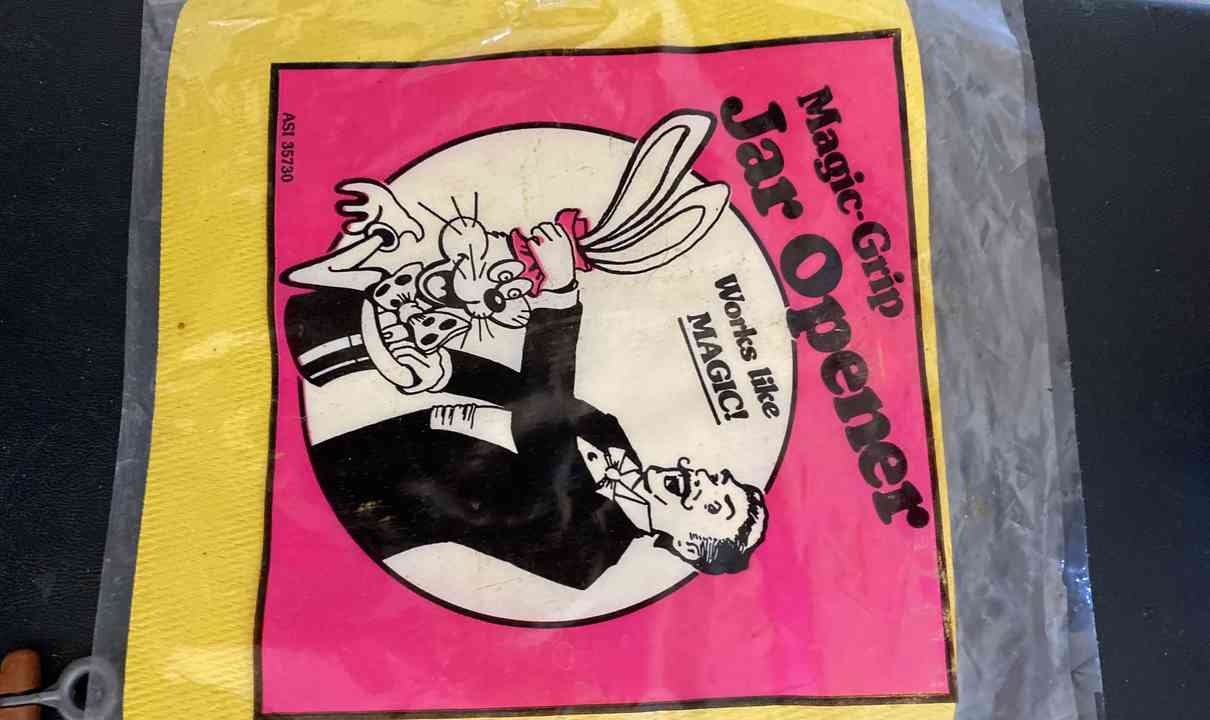 Magic-Grip
Jar Opener
Works like
MAGIC!
ASI 35730